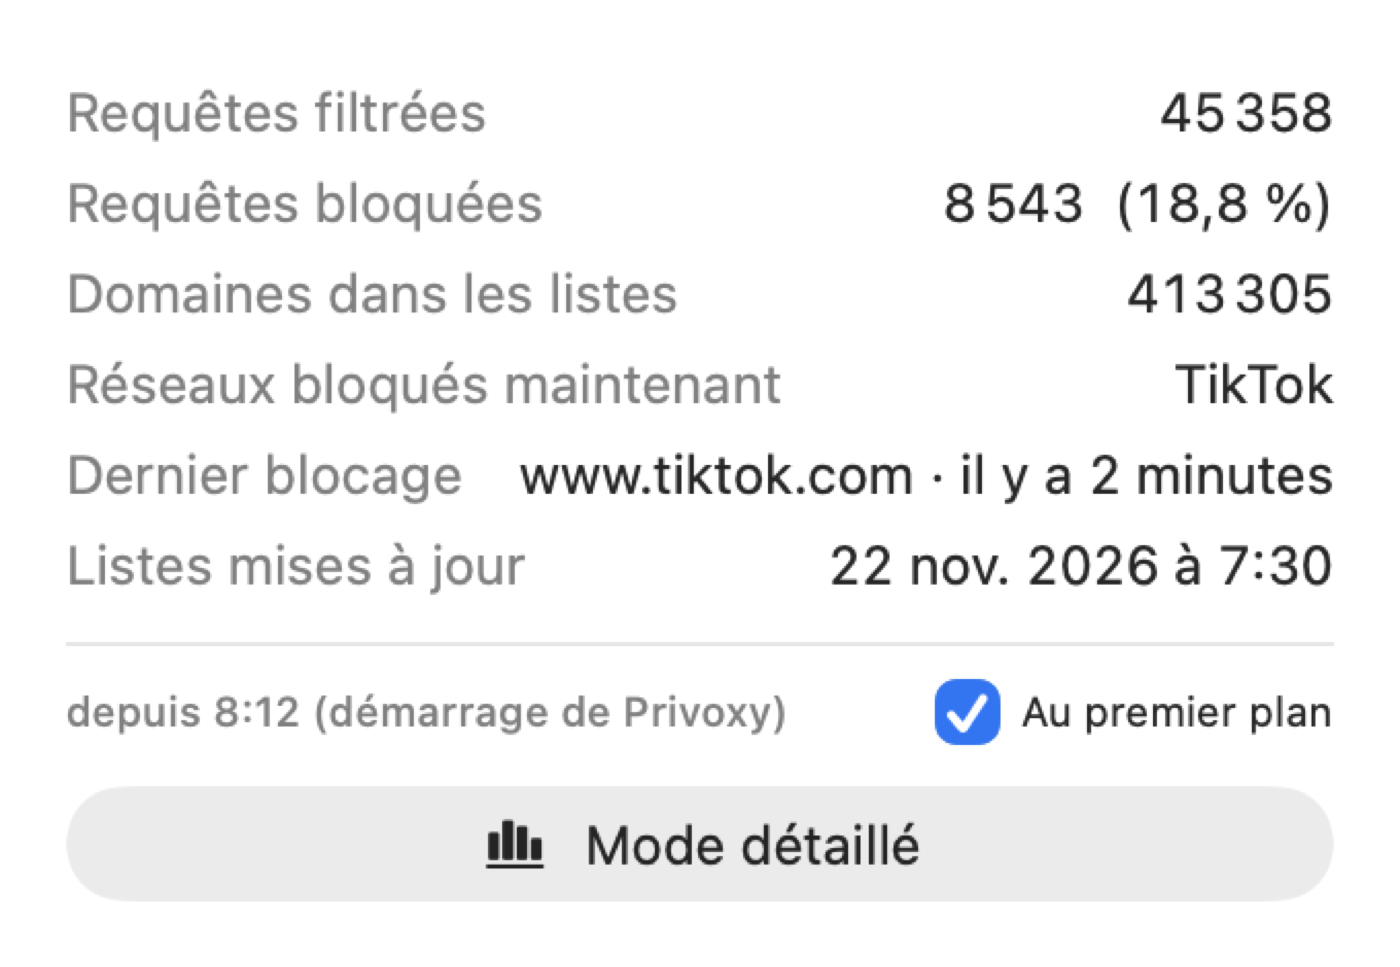 Requêtes filtrées 45 358
Requêtes bloquées 8 543 (18,8 %)
Domaines dans les listes 413 305
Réseaux bloqués maintenant TikTok
Dernier blocage www.tiktok.com · il y a 2 minutes
Listes mises à jour 22 nov. 2026 à 7:30
depuis 8:12 (démarrage de Privoxy) Au premier plan
Mode détaillé